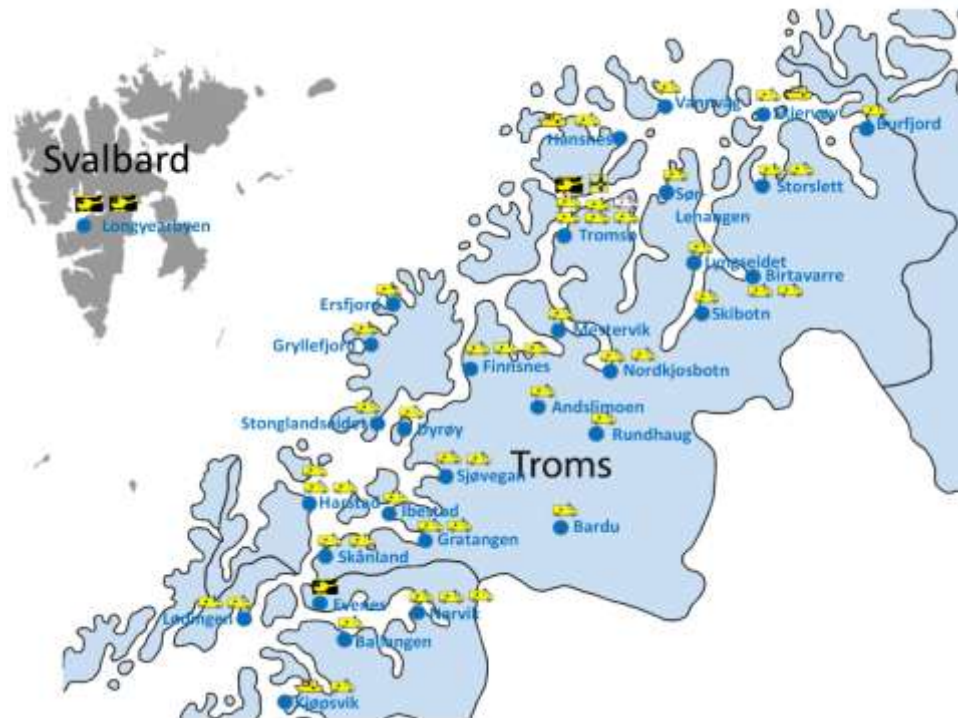 Svalbard
Longyearbyen
Vannvåg
Skjervøy
Burfjord
Hansnes
Storslett
Sør
Lenangen
Tromsø
Lyngseidet
Birtavarre
Ersfjord
Skibotn
Mestervik
Gryllefjord
Finnsnes
Nordkjosbotn
Andslimoen
Stonglandseidet
Dyrøy
Rundhaug
Troms
Sjøvegan
Harstad
Ibestad
Bardu
Gratangen
Skånland
Evenes
Narvik
Lødingen
Ballangen
Kjøpsvik